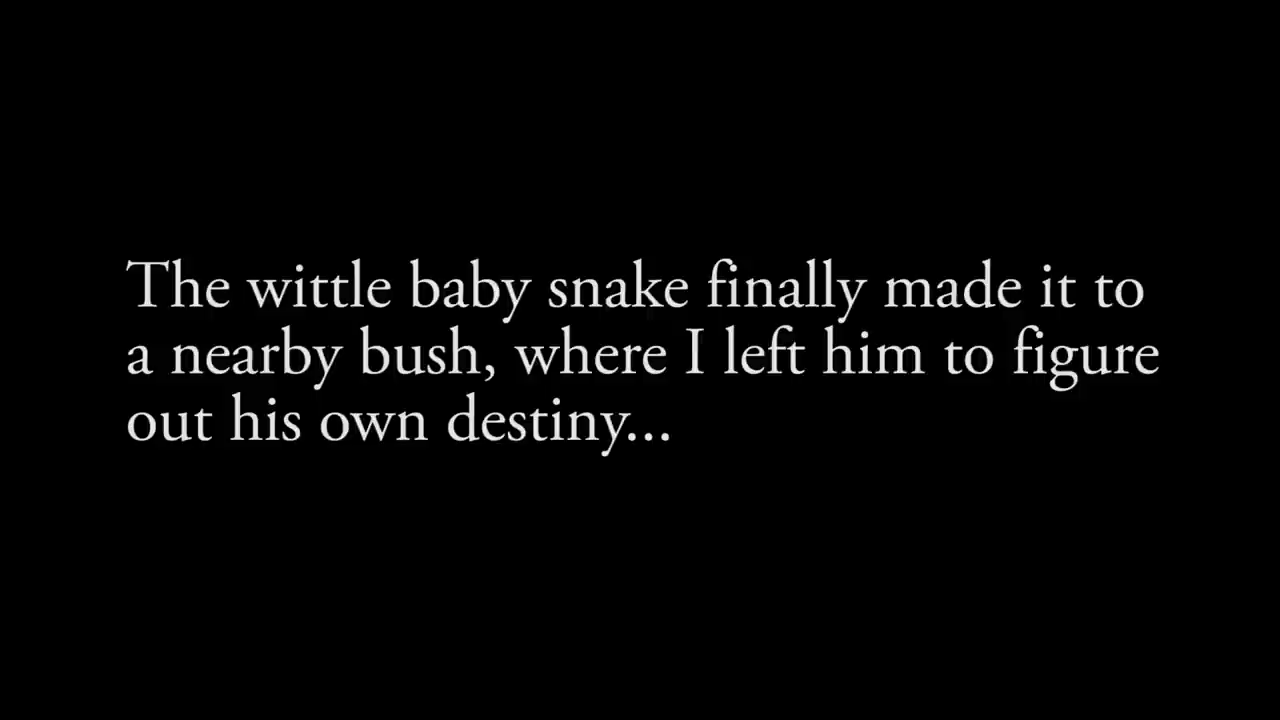 The wittle baby snake finally made it to
a nearby bush, where I left him to figure
out his own destiny...